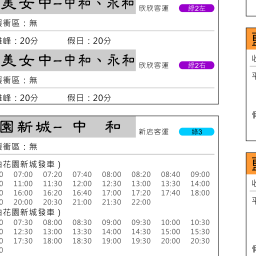 美女中-中和、永和 欣欣客運 綠2左
緩衝區：無
尖峰：20分 假日：20分
美女中-中和、永和 欣欣客運 綠2右
緩衝區：無
尖峰：20分 假日：20分
園新城- 中 和 新店客運 綠3
緩衝區：無
花園新城發車）
07:00 07:20 07:40 08:00 08:20 08:40 09:00
11:00 11:30 12:00 12:30 13:00 13:30 14:00
16:00 16:20 16:40 17:00 17:20 17:40 18:00
20:00 20:30 21:00 21:30 22:00
花園新城發車）
07:30 08:00 08:30 09:00 09:30 10:00 10:30
12:30 13:00 13:30 14:00 14:30 15:00 15:30
17:30 18:00 18:30 19:00 19:30 20:00 20:30